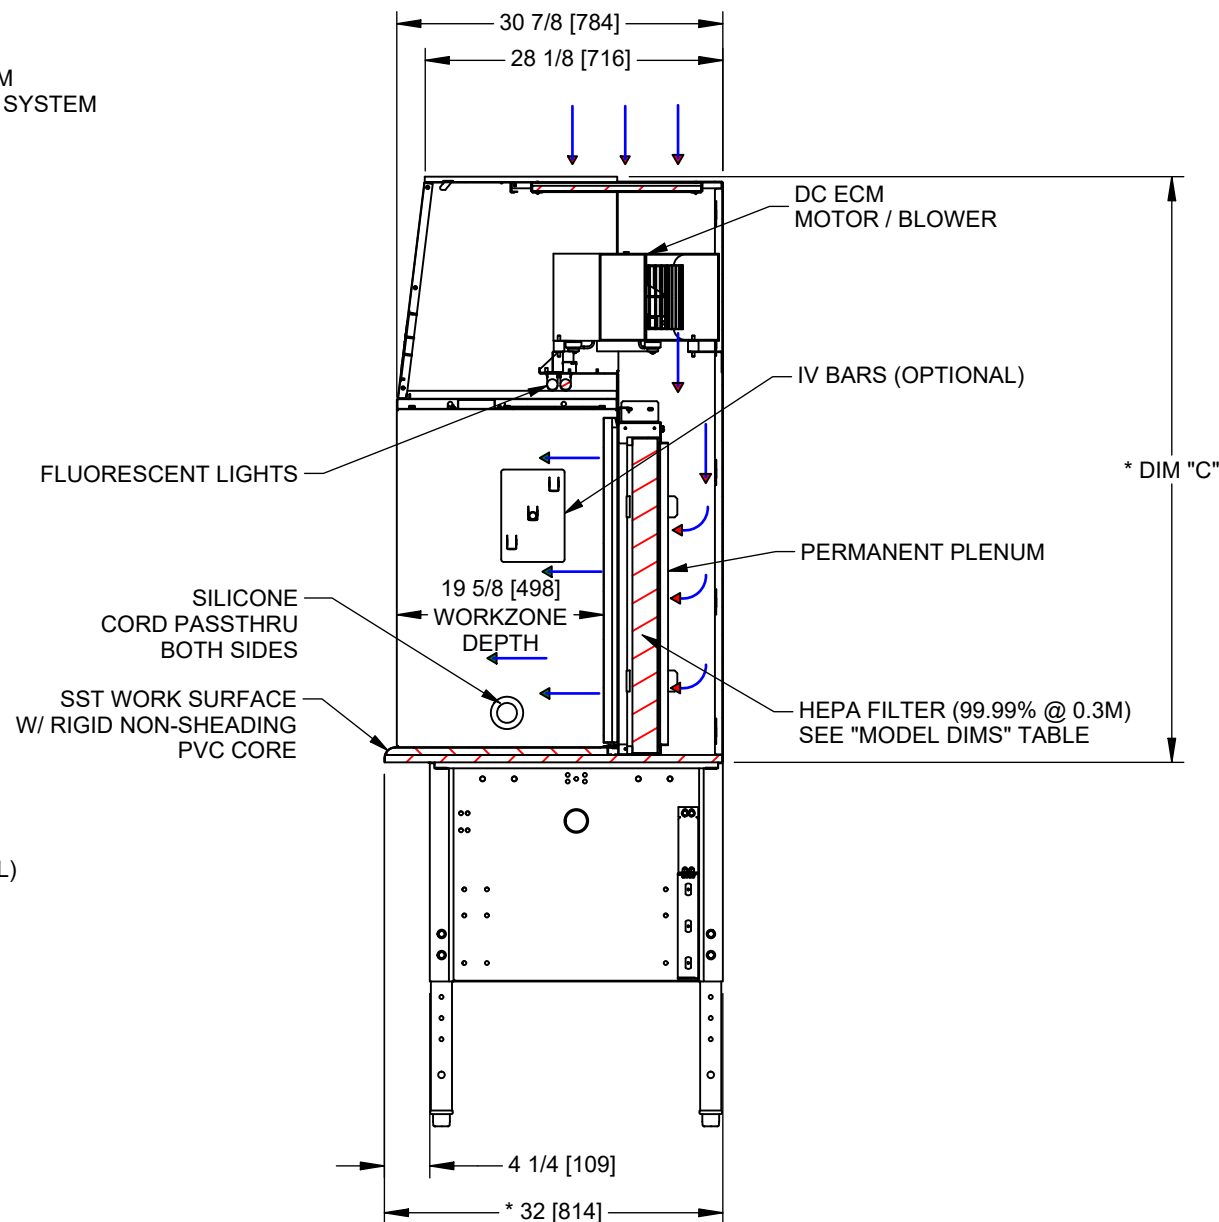 30 7/8 [784]
28 1/8 [716]
M
SYSTEM
DC ECM
MOTOR / BLOWER
IV BARS (OPTIONAL)
* DIM "C"
FLUORESCENT LIGHTS
PERMANENT PLENUM
19 5/8 [498]
WORKZONE
DEPTH
SILICONE
CORD PASSTHRU
BOTH SIDES
SST WORK SURFACE
W/ RIGID NON-SHEADING
PVC CORE
HEPA FILTER (99.99% @ 0.3M)
SEE "MODEL DIMS" TABLE
L)
4 1/4 [109]
* 32 [814]